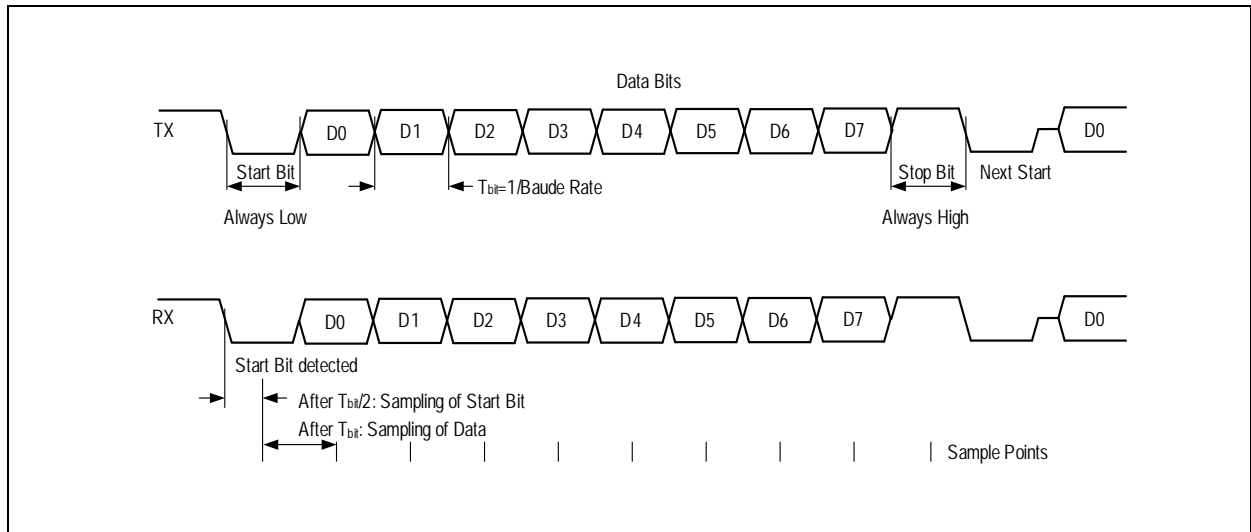 Data Bits
TX D0 D1 D2 D3 D4 D5 D6 D7 D0
Start Bit Stop Bit Next Start
Tbit=1/Baude Rate
Always Low Always High
RX D0 D1 D2 D3 D4 D5 D6 D7 D0
Start Bit detected
After Tbit/2: Sampling of Start Bit
After Tbit: Sampling of Data
Sample Points